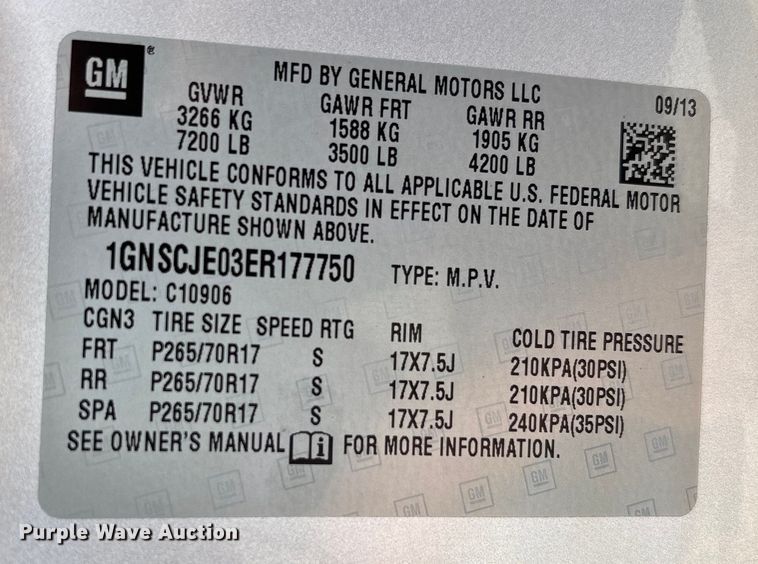 GM®
MFD BY GENERAL MOTORS LLC
09/13
GVWR GAWR FRT GAWR RR
3266 KG 1588 KG 1905 KG
7200 LB 3500 LB 4200 LB
THIS VEHICLE CONFORMS TO ALL APPLICABLE U.S. FEDERAL MOTOR
VEHICLE SAFETY STANDARDS IN EFFECT ON THE DATE OF
MANUFACTURE SHOWN ABOVE.
1GNSCJE03ER177750 TYPE: M.P.V.
MODEL: C10906
CGN3 TIRE SIZE SPEED RTG RIM COLD TIRE PRESSURE
FRT P265/70R17 S 17X7.5J 210KPA(30PSI)
RR P265/70R17 S 17X7.5J 210KPA(30PSI)
SPA P265/70R17 S 17X7.5J 240KPA(35PSI)
SEE OWNER'S MANUAL i FOR MORE INFORMATION.
Purple Wave Auction